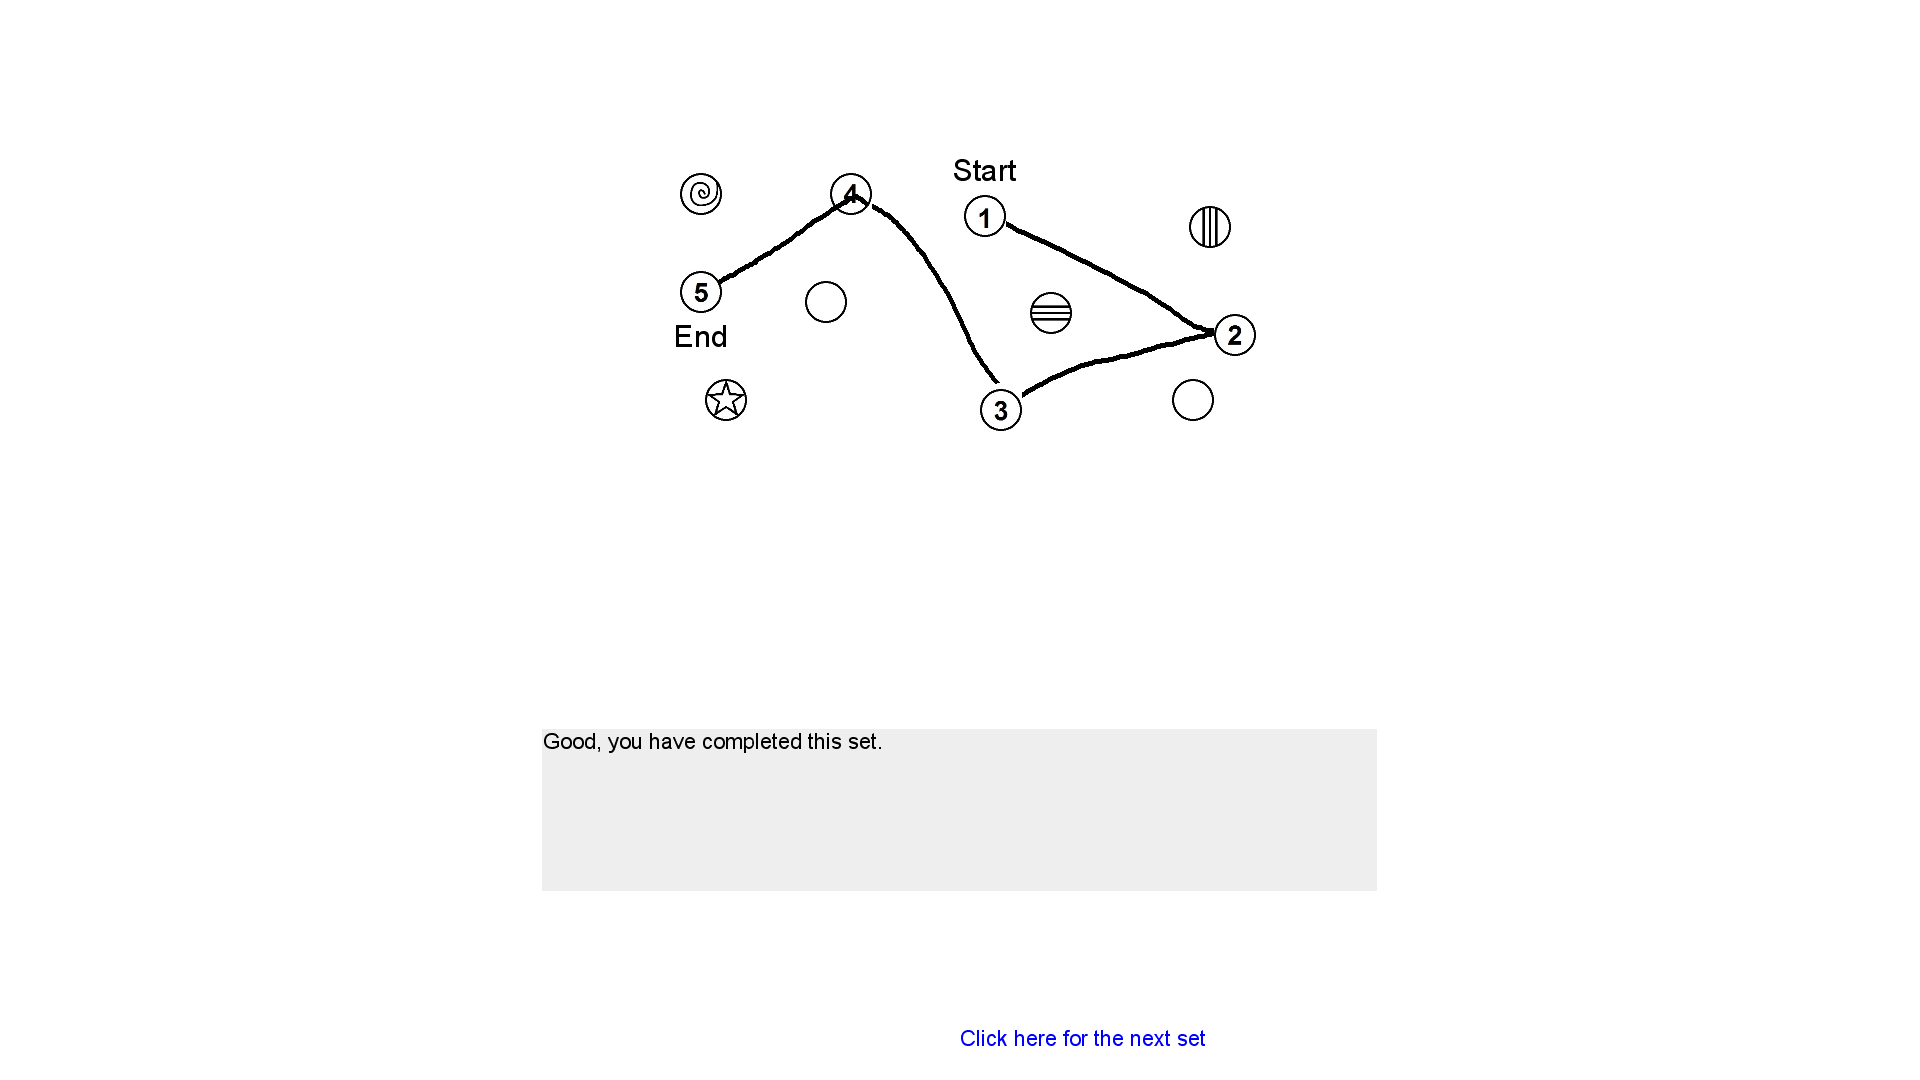 Start
4
1
5
2
End
3
Good, you have completed this set.
Click here for the next set